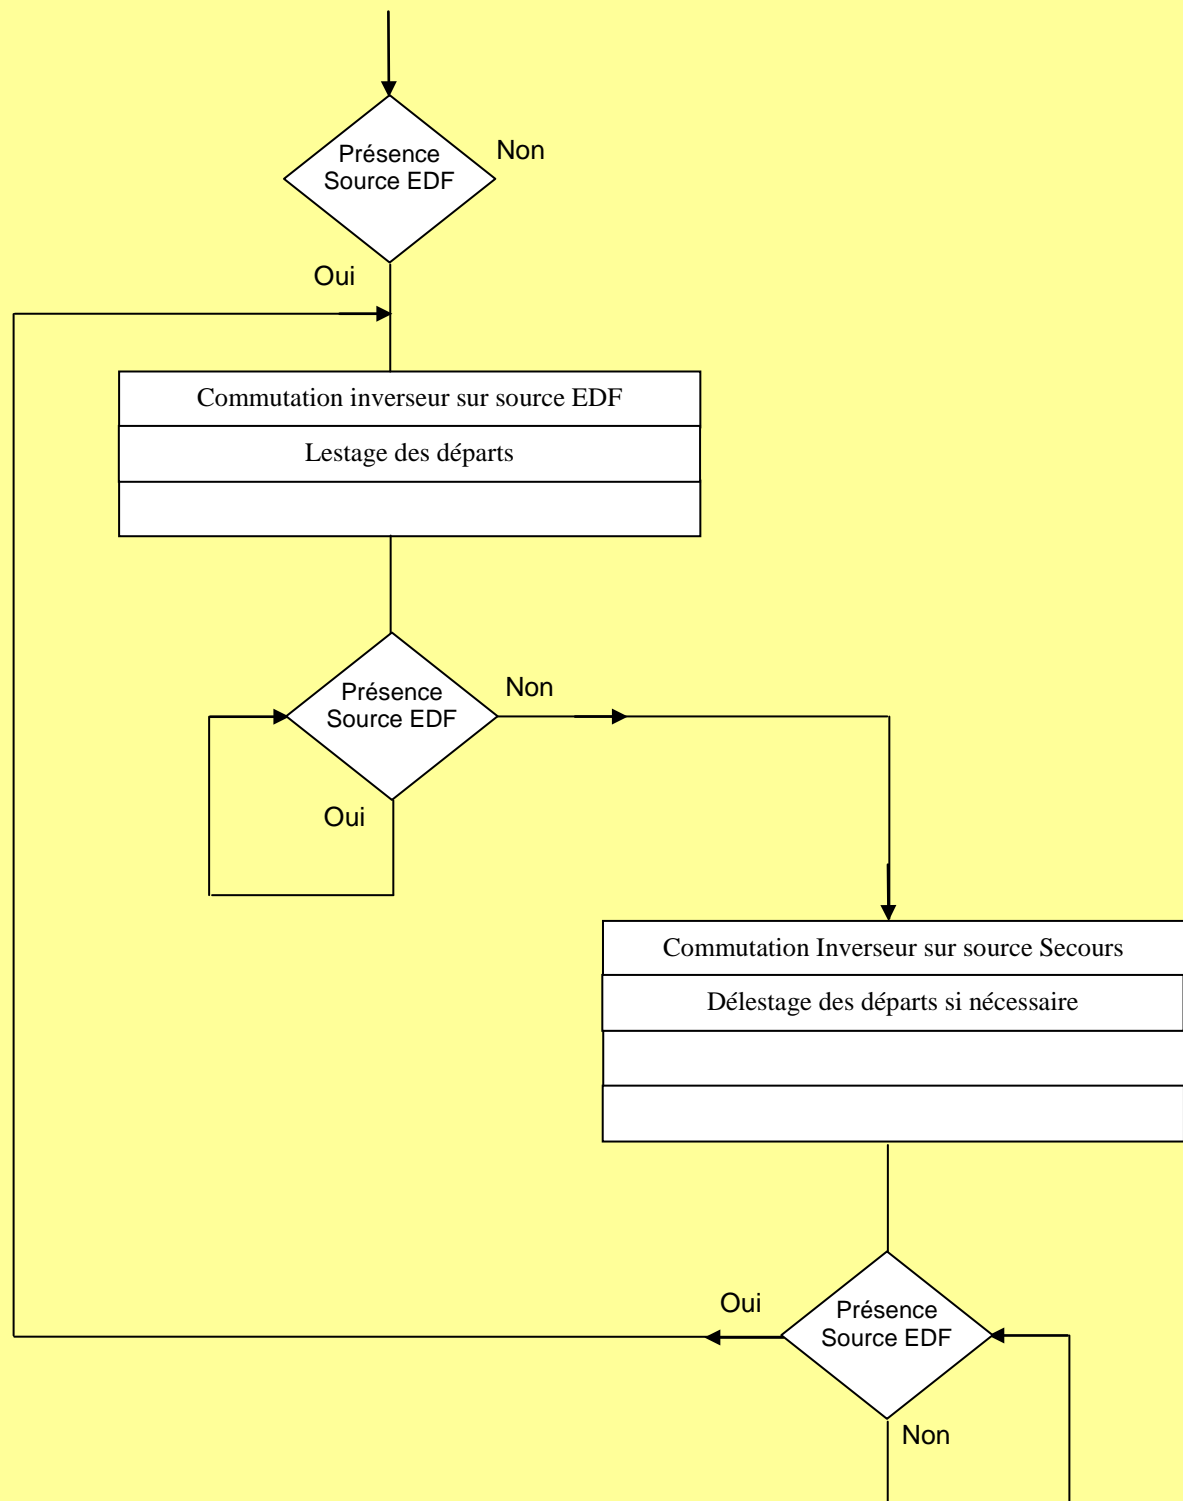 Présence
Source EDF
Non
Oui
Commutation inverseur sur source EDF
Lestage des départs
Présence
Source EDF
Non
Oui
Commutation Inverseur sur source Secours
Délestage des départs si nécessaire
Oui
Présence
Source EDF
Non